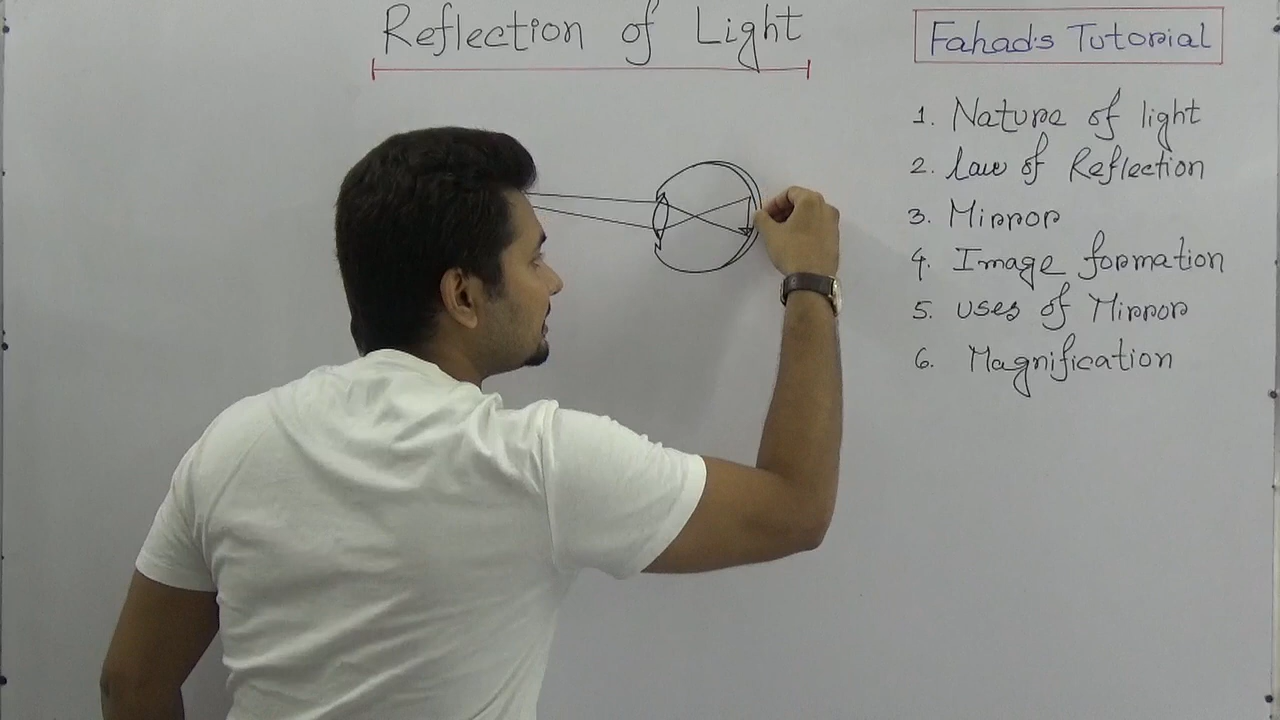 Reflection of Light
Fahad's Tutorial
1. Nature of light
2. Law of Reflection
3. Mirror
4. Image formation
5. uses of Mirror
6. Magnification